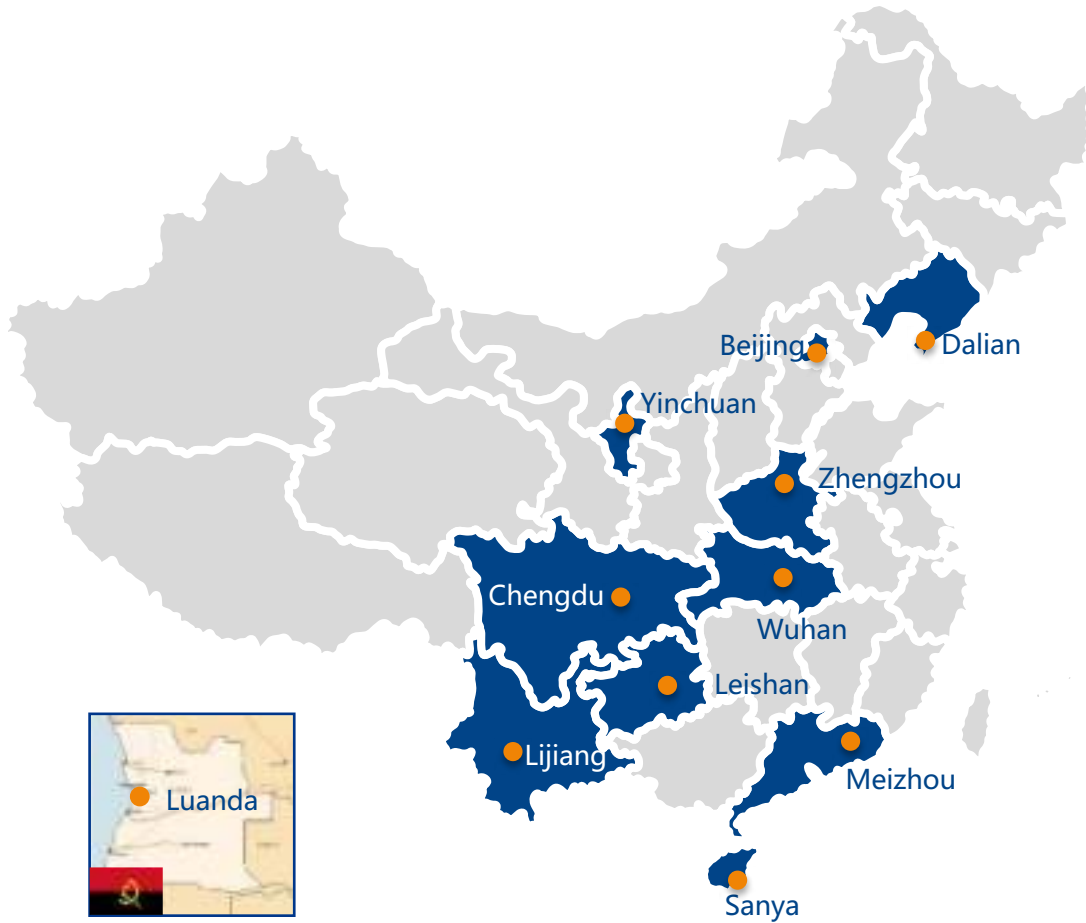 Beijing
Dalian
Yinchuan
Zhengzhou
Chengdu
Wuhan
Leishan
Lijiang
Meizhou
Luanda
Sanya